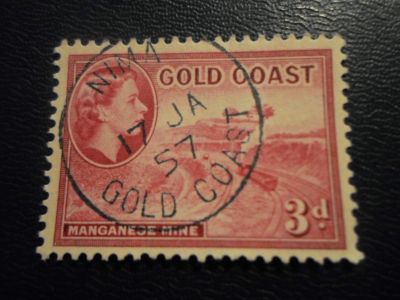 GOLD COAST
NIMA
17 JA
57
GOLD COAST
MANGANESE MINE
3d